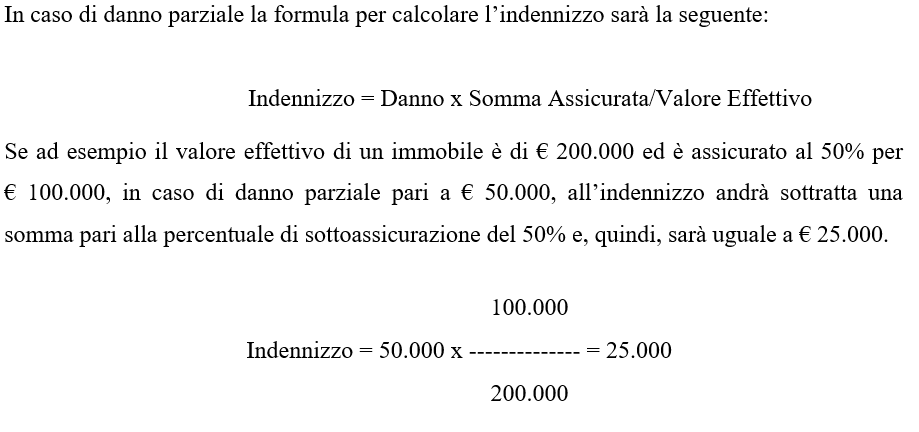 In caso di danno parziale la formula per calcolare l’indennizzo sarà la seguente:
Indennizzo = Danno x Somma Assicurata/Valore Effettivo
Se ad esempio il valore effettivo di un immobile è di € 200.000 ed è assicurato al 50% per
€ 100.000, in caso di danno parziale pari a € 50.000, all’indennizzo andrà sottratta una
somma pari alla percentuale di sottoassicurazione del 50% e, quindi, sarà uguale a € 25.000.
100.000
Indennizzo = 50.000 x -------------- = 25.000
200.000